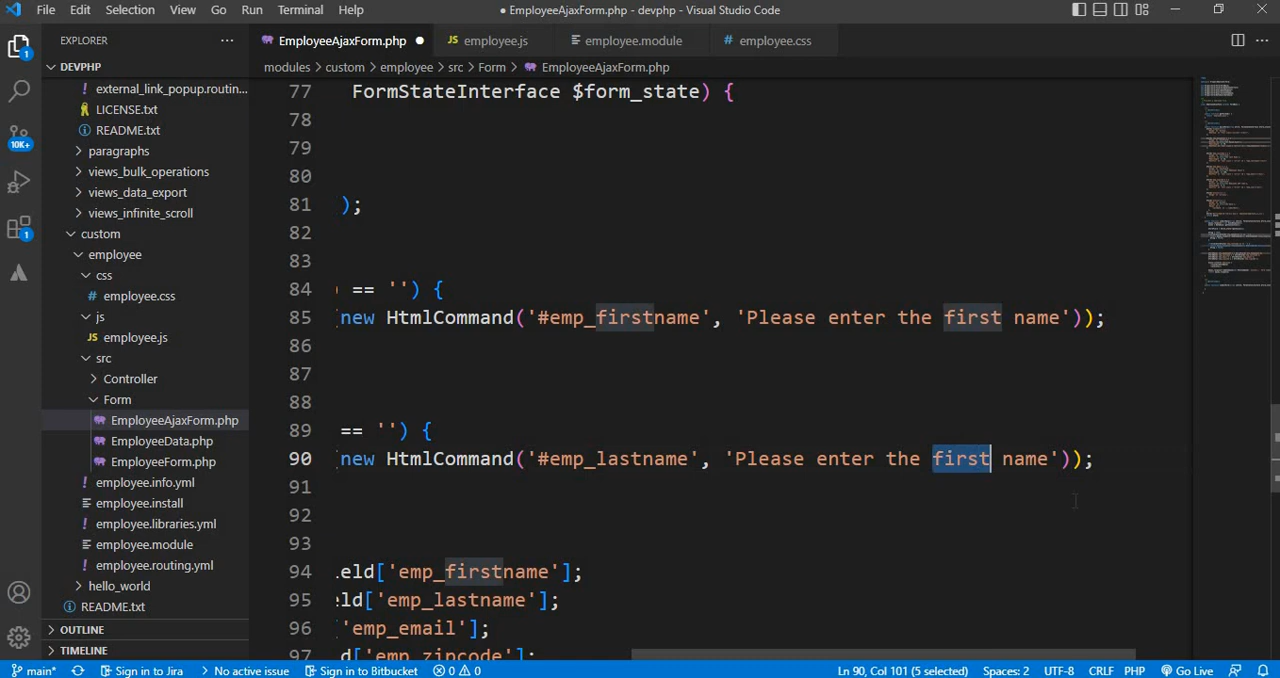 File Edit Selection View Go Run Terminal Help ● EmployeeAjaxForm.php - devphp - Visual Studio Code
EXPLORER ···
EmployeeAjaxForm.php ●
JS employee.js
employee.module
# employee.css
modules > custom > employee > src > Form > EmployeeAjaxForm.php
DEVPHP
! external_link_popup.routin...
LICENSE.txt
README.txt
paragraphs
views_bulk_operations
views_data_export
views_infinite_scroll
custom
employee
css
# employee.css
js
JS employee.js
src
Controller
Form
EmployeeAjaxForm.php
EmployeeData.php
EmployeeForm.php
! employee.info.yml
employee.install
! employee.libraries.yml
employee.module
! employee.routing.yml
hello_world
README.txt
OUTLINE
TIMELINE
1
10K+
1
77 FormStateInterface $form_state) {
78
79
80
81 );
82
83
84 == '') {
85 new HtmlCommand('#emp_firstname', 'Please enter the first name'));
86
87
88
89 == '') {
90 new HtmlCommand('#emp_lastname', 'Please enter the first name'));
91
92
93
94 eld['emp_firstname'];
95 ld['emp_lastname'];
96 ['emp_email'];
97 d['emp_zipcode'];
main* Sign in to Jira No active issue Sign in to Bitbucket 0 0 Ln 90, Col 101 (5 selected) Spaces: 2 UTF-8 CRLF PHP Go Live